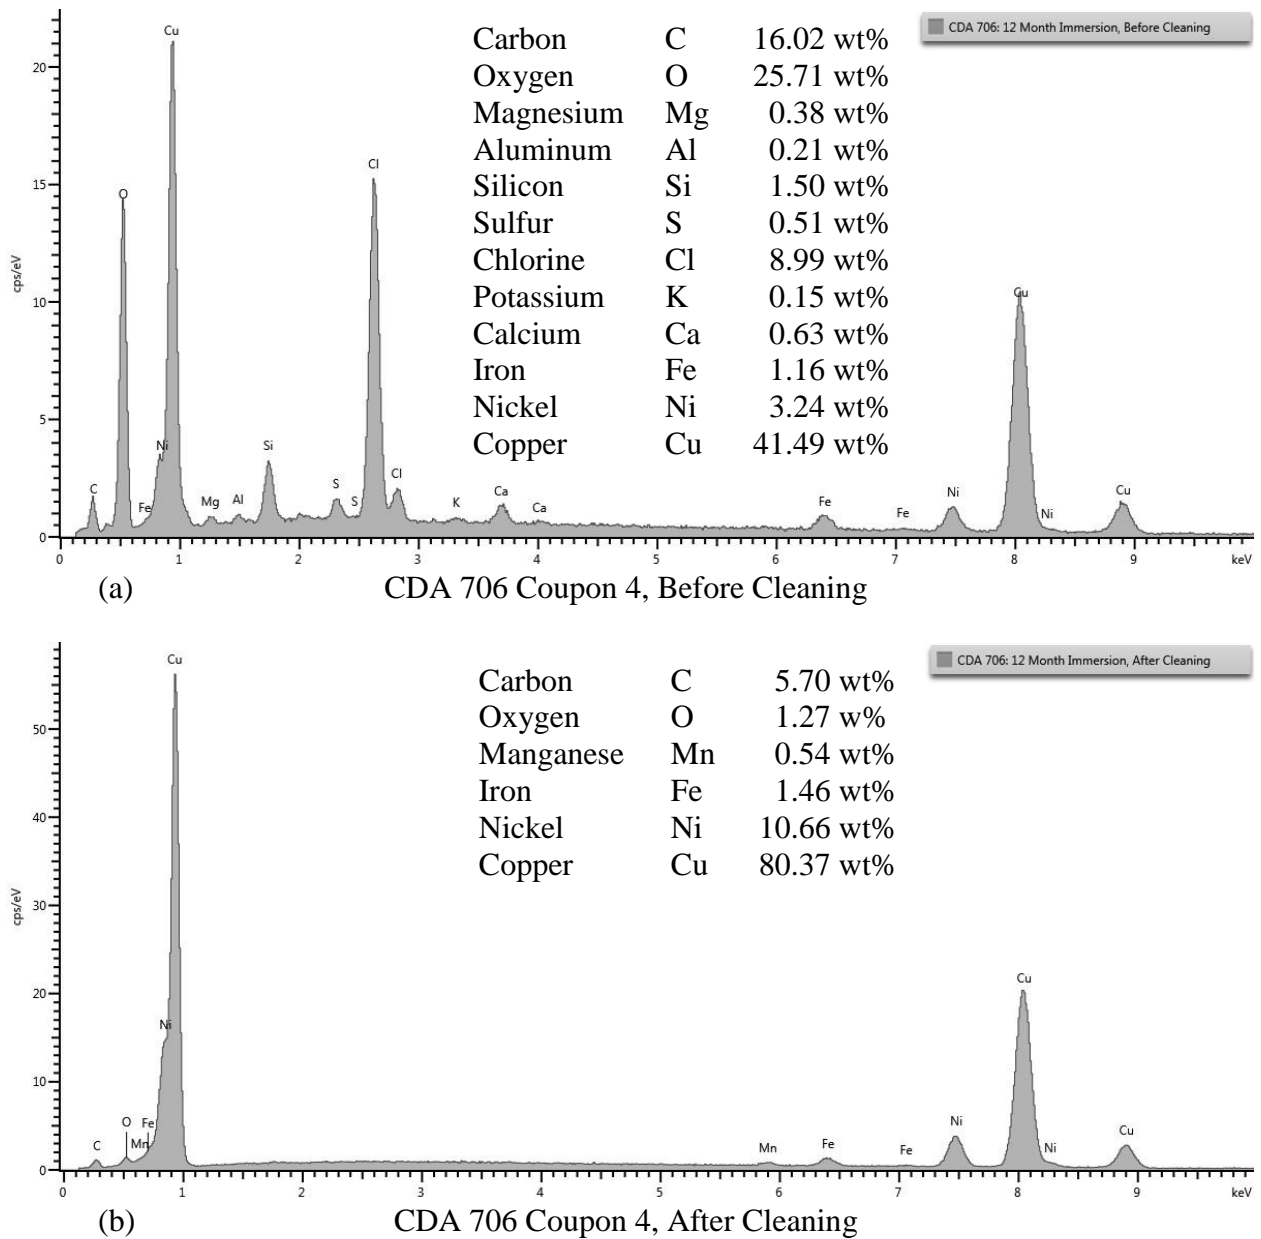 CDA 706: 12 Month Immersion, Before Cleaning
Carbon C 16.02 wt%
Oxygen O 25.71 wt%
Magnesium Mg 0.38 wt%
Aluminum Al 0.21 wt%
Silicon Si 1.50 wt%
Sulfur S 0.51 wt%
Chlorine Cl 8.99 wt%
Potassium K 0.15 wt%
Calcium Ca 0.63 wt%
Iron Fe 1.16 wt%
Nickel Ni 3.24 wt%
Copper Cu 41.49 wt%
cps/eV
20
15
10
5
0
C O Fe Ni Cu Mg Al Si S S Cl Cl K Ca Ca Fe Fe Ni Cu Ni Cu
0 1 2 3 4 5 6 7 8 9 keV
(a) CDA 706 Coupon 4, Before Cleaning
CDA 706: 12 Month Immersion, After Cleaning
Carbon C 5.70 wt%
Oxygen O 1.27 w%
Manganese Mn 0.54 wt%
Iron Fe 1.46 wt%
Nickel Ni 10.66 wt%
Copper Cu 80.37 wt%
cps/eV
50
40
30
20
10
0
C O Mn Fe Ni Cu Mn Fe Fe Ni Cu Ni Cu
0 1 2 3 4 5 6 7 8 9 keV
(b) CDA 706 Coupon 4, After Cleaning